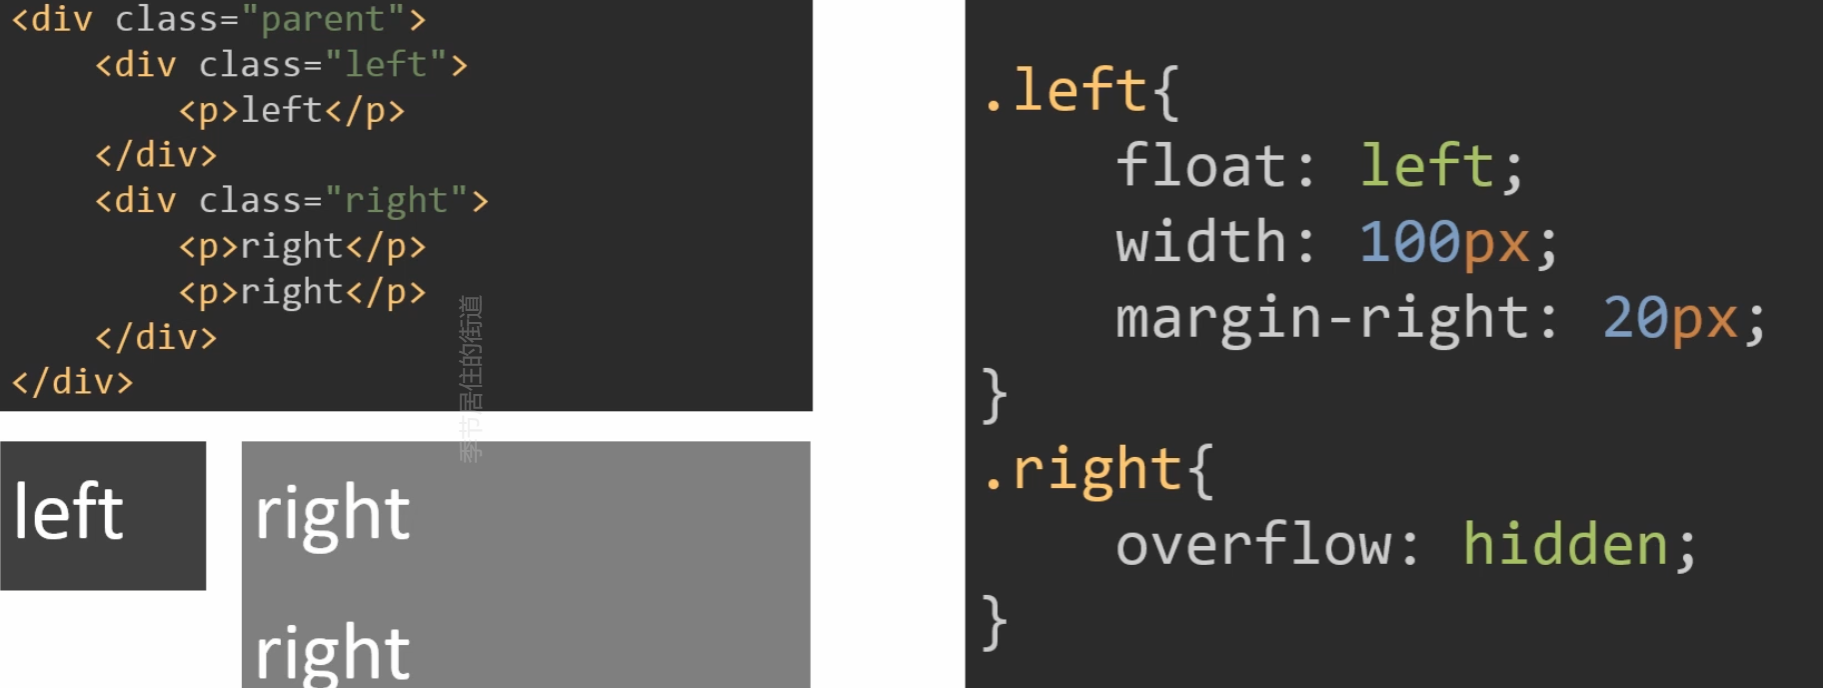 <div class="parent">
    <div class="left">
        <p>left</p>
    </div>
    <div class="right">
        <p>right</p>
        <p>right</p>
    </div>
</div>
季节居住的街道
left
right
right
.left{
    float: left;
    width: 100px;
    margin-right: 20px;
}
.right{
    overflow: hidden;
}